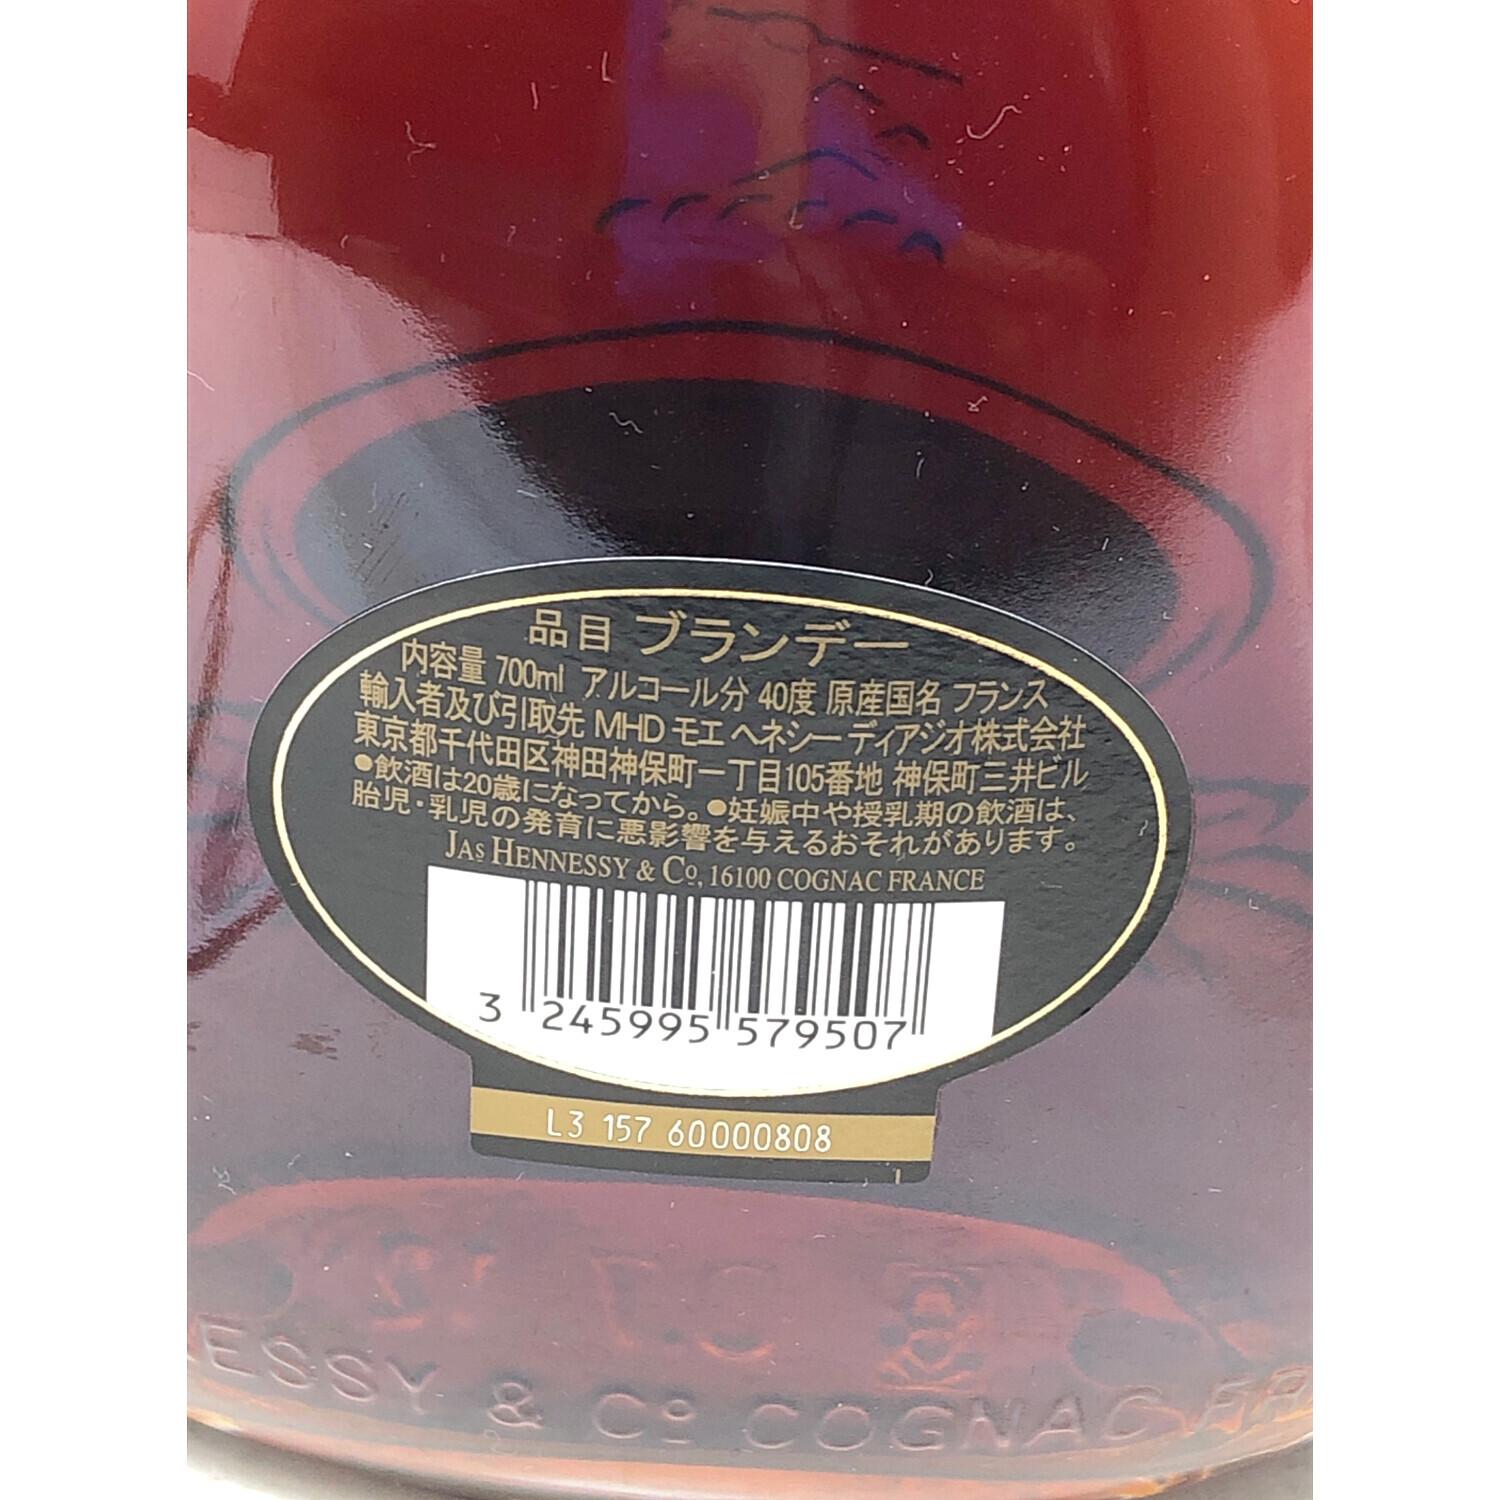 品目 ブランデー
内容量 700ml アルコール分 40度 原産国名 フランス
輸入者及び引取先 MHD モエ ヘネシー ディアジオ株式会社
東京都千代田区神田神保町一丁目105番地 神保町三井ビル
●飲酒は20歳になってから。●妊娠中や授乳期の飲酒は、
胎児・乳児の発育に悪影響を与えるおそれがあります。
JAS HENNESSY & Cº, 16100 COGNAC FRANCE
3 245995 579507
L3 157 60000808
ESSY & Cº COGNAC FR